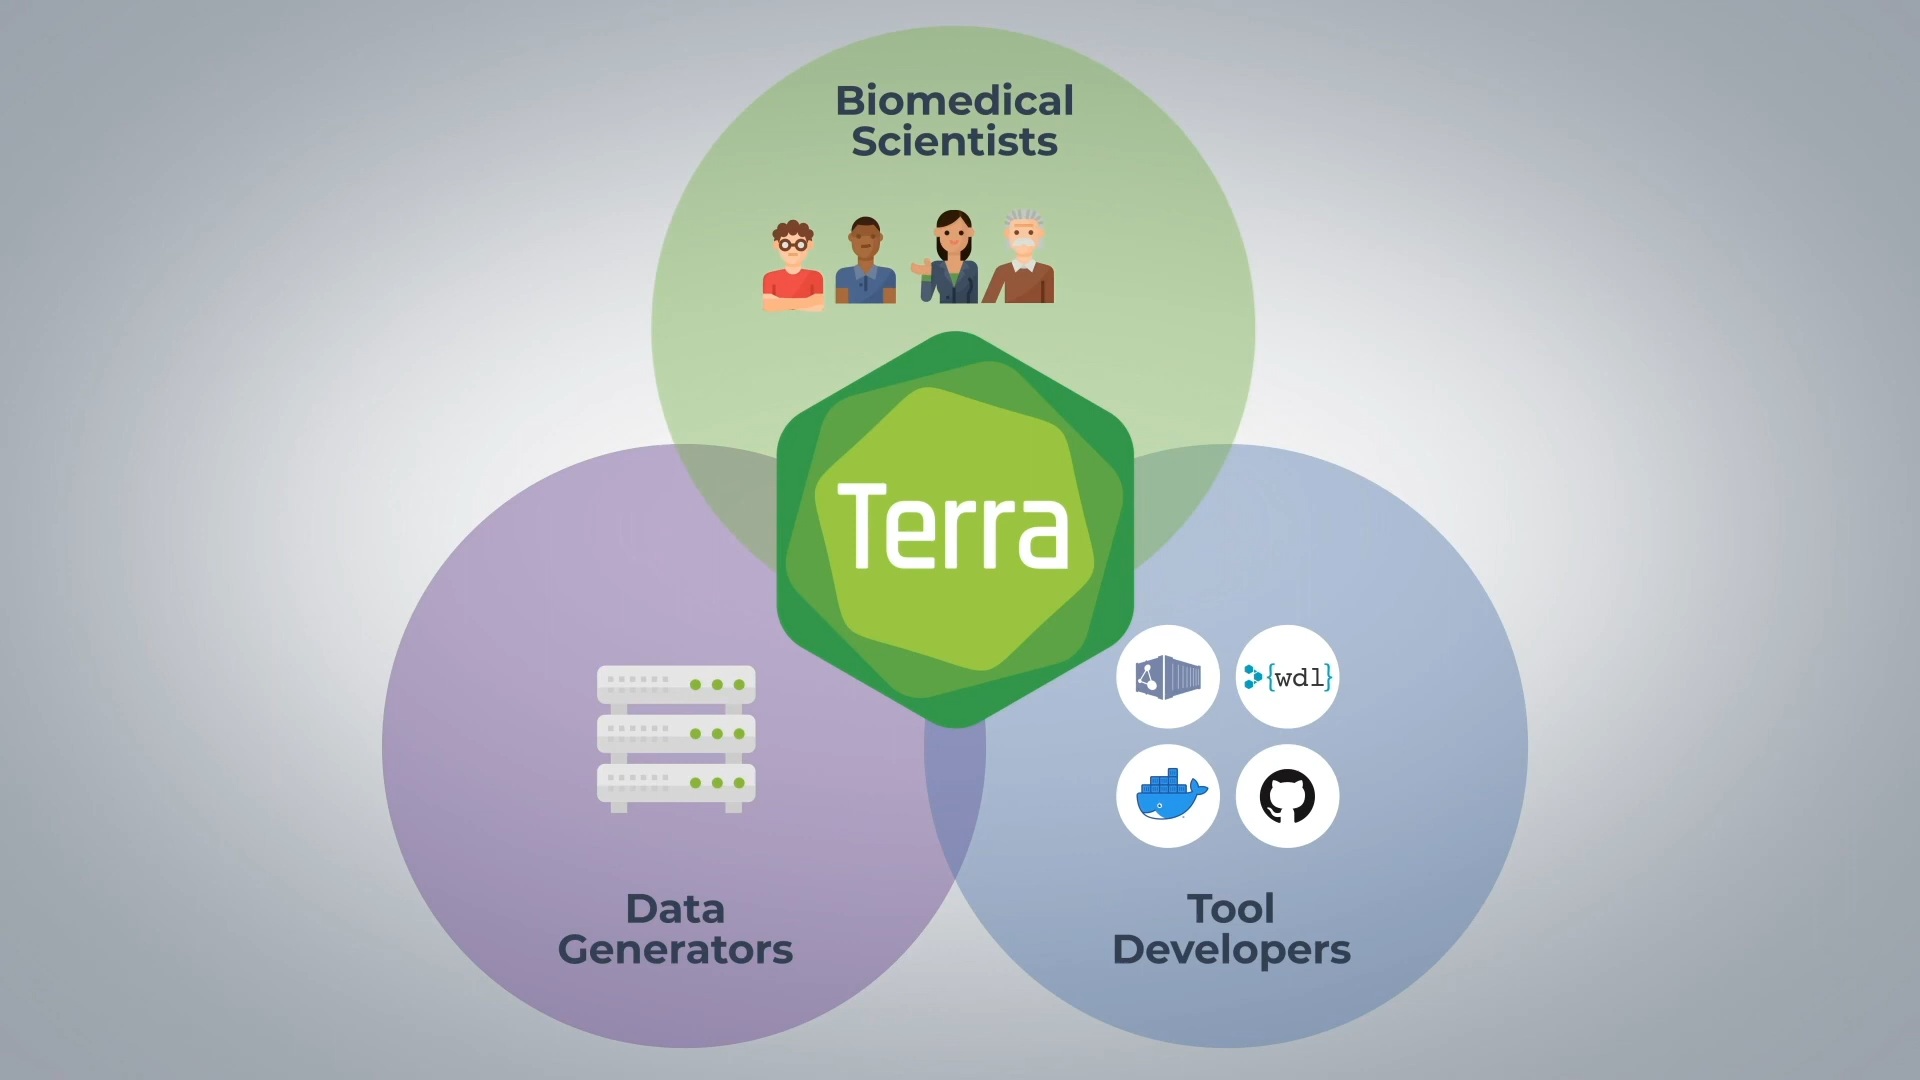 Biomedical
Scientists
Terra
{wdl}
Data
Generators
Tool
Developers